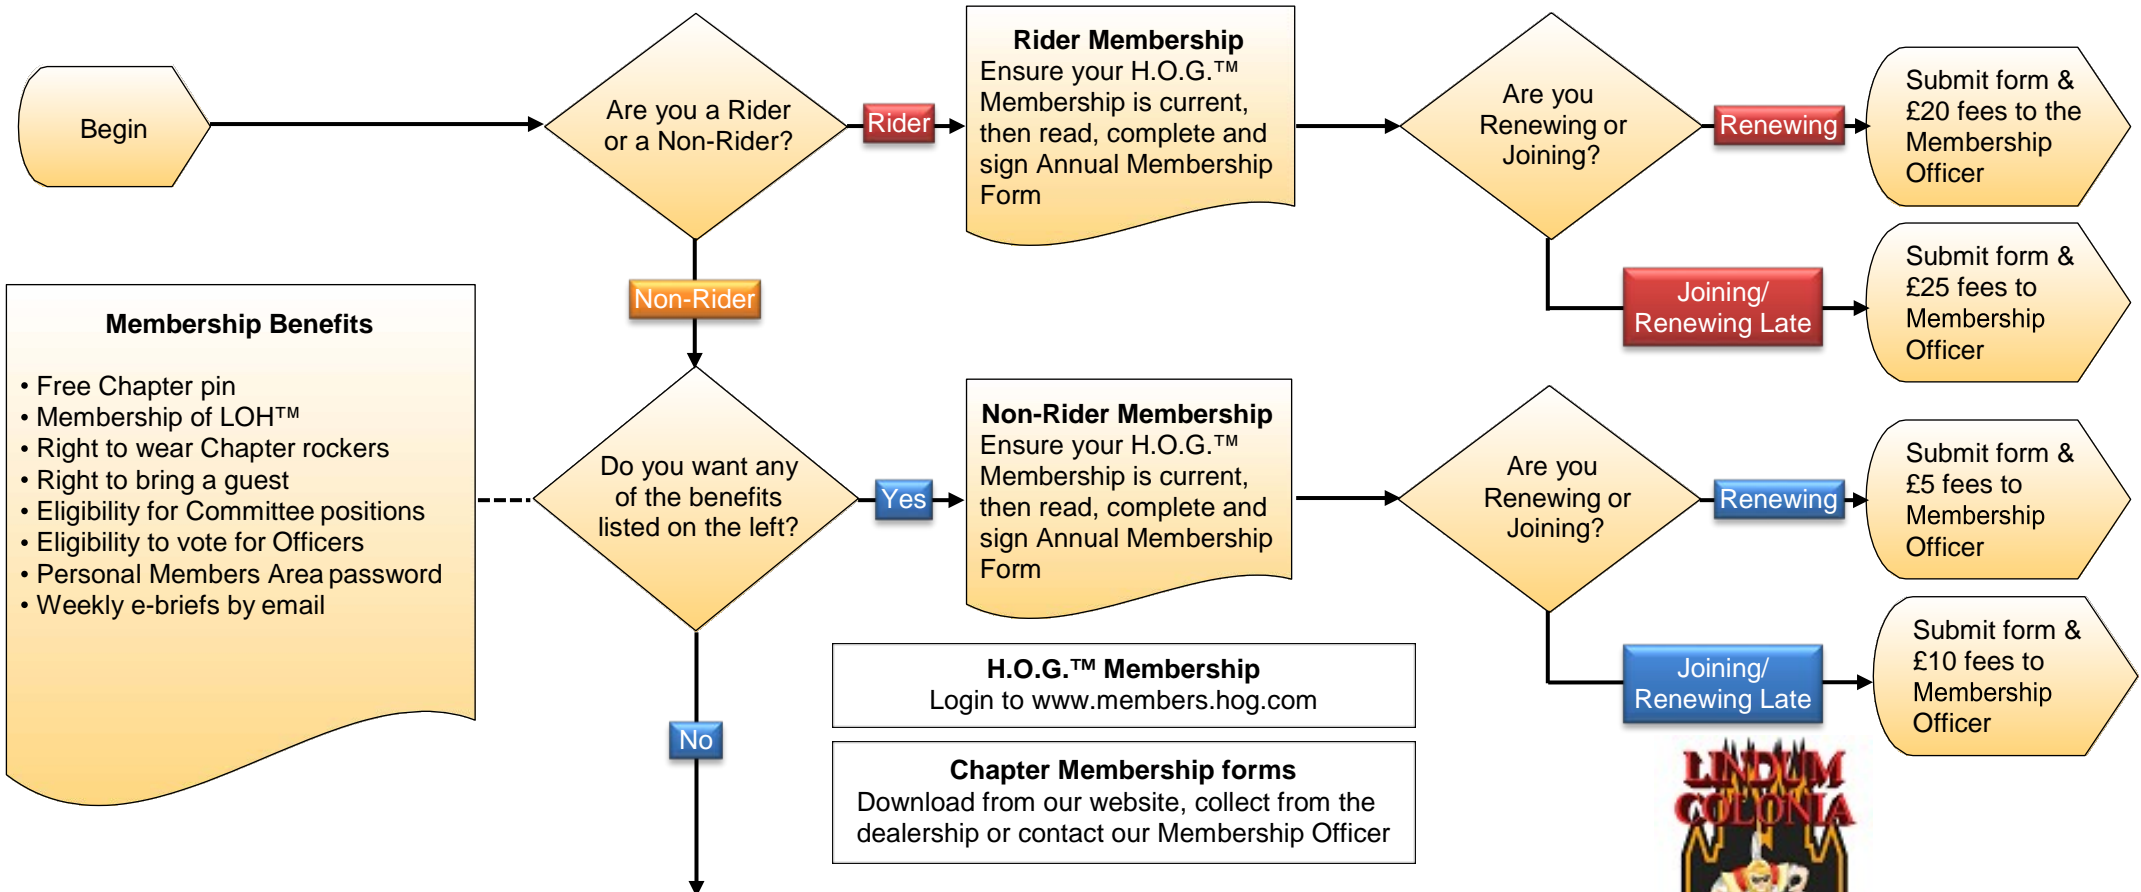 Begin
Are you a Rider
or a Non-Rider?
Rider
Rider Membership
Ensure your H.O.G.™
Membership is current,
then read, complete and
sign Annual Membership
Form
Are you
Renewing or
Joining?
Renewing
Submit form &
£20 fees to the
Membership
Officer
Joining/
Renewing Late
Submit form &
£25 fees to
Membership
Officer
Non-Rider
Membership Benefits
• Free Chapter pin
• Membership of LOH™
• Right to wear Chapter rockers
• Right to bring a guest
• Eligibility for Committee positions
• Eligibility to vote for Officers
• Personal Members Area password
• Weekly e-briefs by email
Do you want any
of the benefits
listed on the left?
Yes
Non-Rider Membership
Ensure your H.O.G.™
Membership is current,
then read, complete and
sign Annual Membership
Form
Are you
Renewing or
Joining?
Renewing
Submit form &
£5 fees to
Membership
Officer
Joining/
Renewing Late
Submit form &
£10 fees to
Membership
Officer
No
H.O.G.™ Membership
Login to www.members.hog.com
Chapter Membership forms
Download from our website, collect from the
dealership or contact our Membership Officer
LINDUM
COLONIA